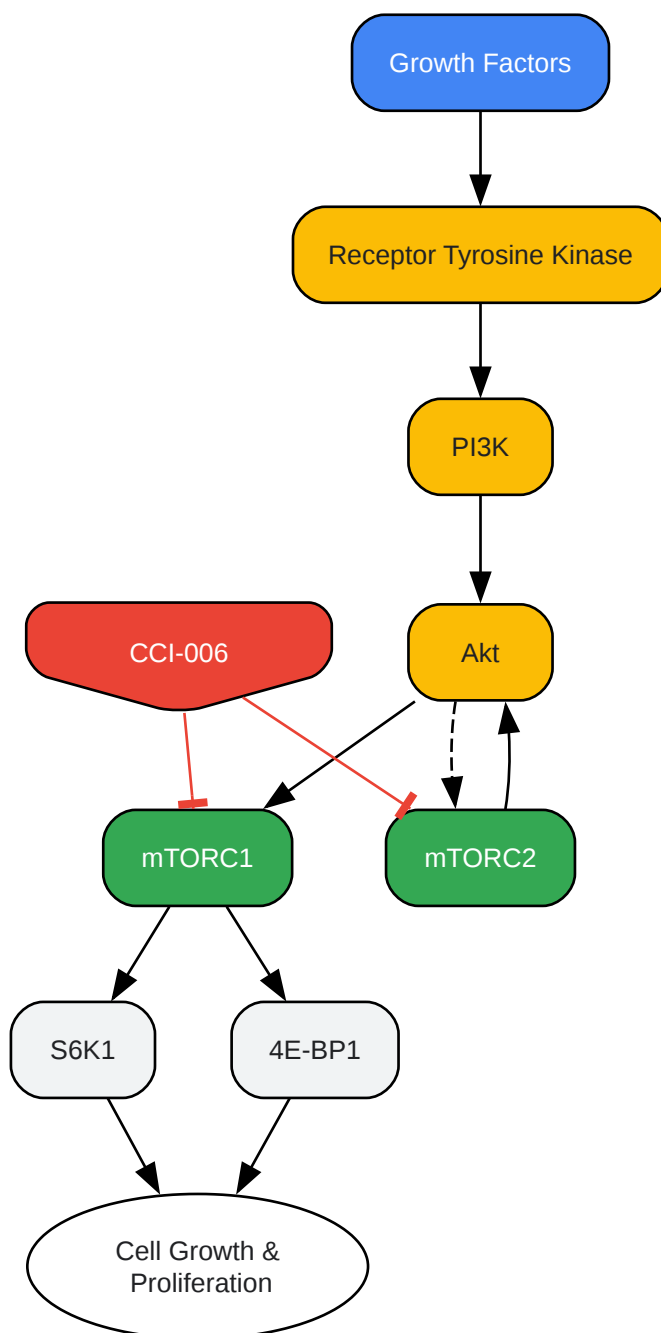 Growth Factors
Receptor Tyrosine Kinase
PI3K
CCI-006
Akt
mTORC1
mTORC2
S6K1
4E-BP1
Cell Growth &
Proliferation